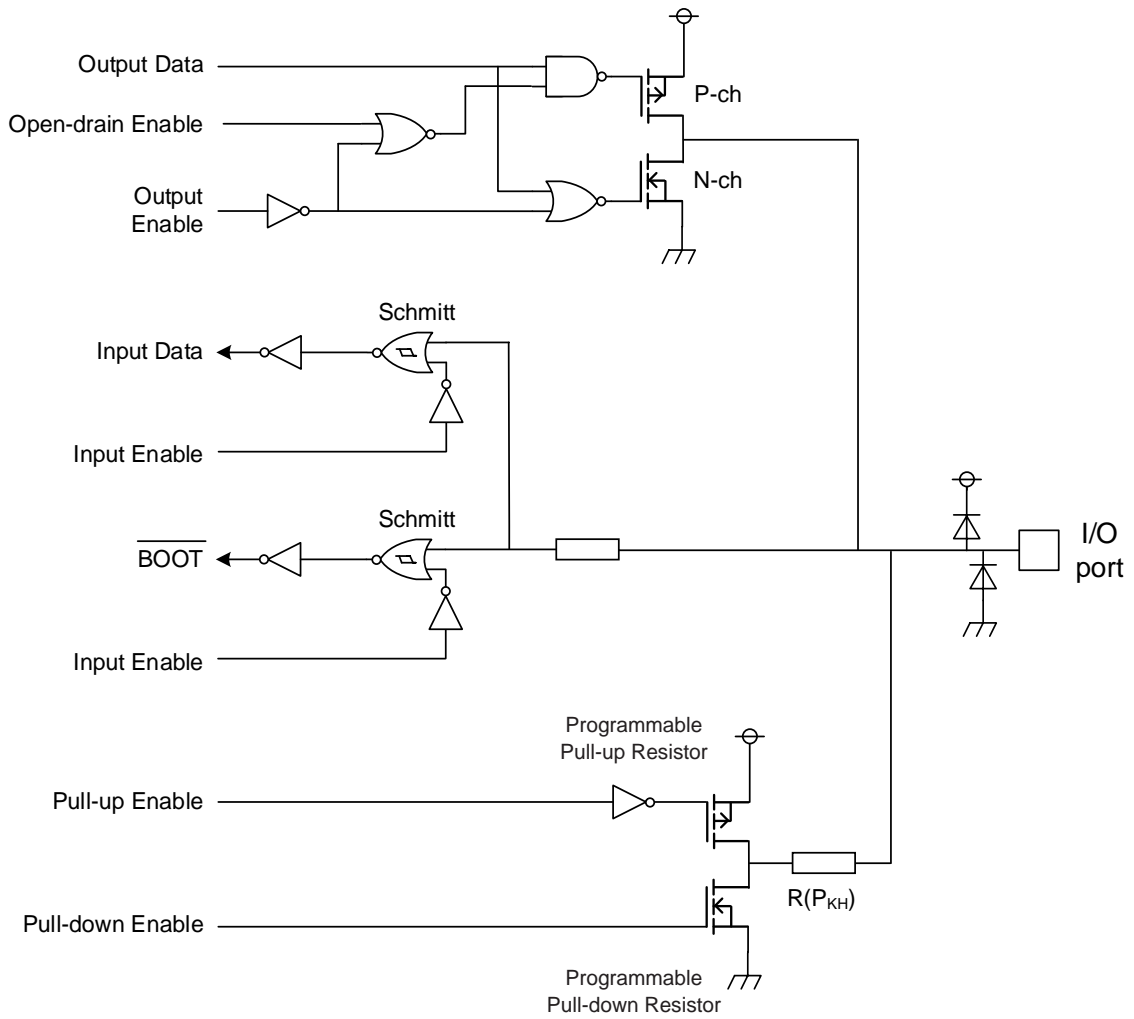 Output Data
P-ch
Open-drain Enable
N-ch
Output
Enable
Schmitt
Input Data
Input Enable
Schmitt
BOOT
I/O
port
Input Enable
Programmable
Pull-up Resistor
Pull-up Enable
R(PKH)
Pull-down Enable
Programmable
Pull-down Resistor